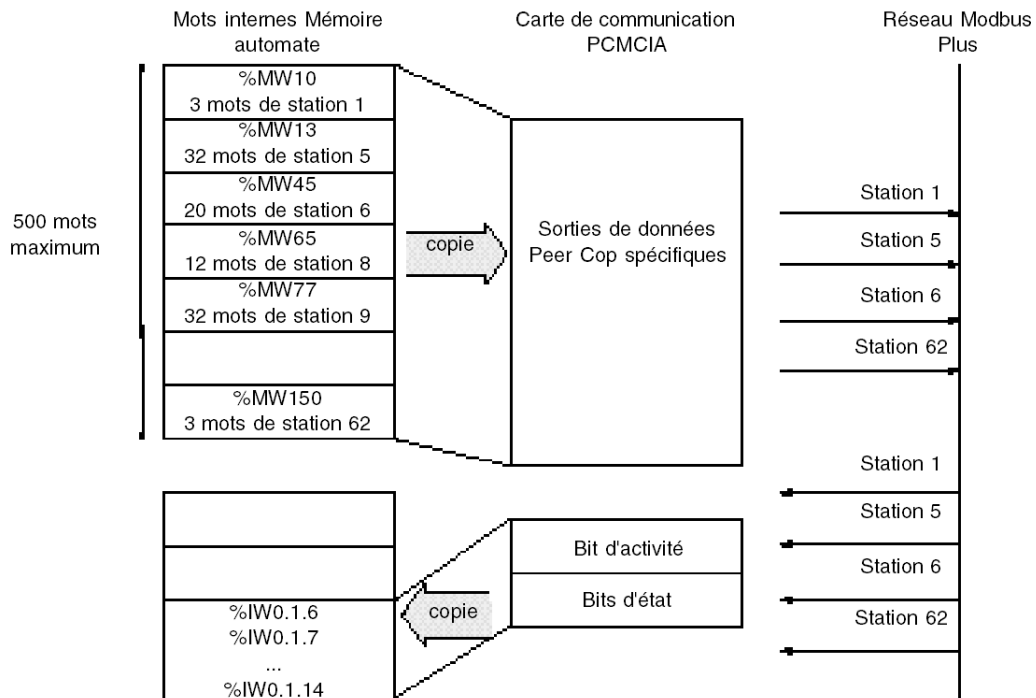 Mots internes Mémoire
automate
Carte de communication
PCMCIA
Réseau Modbus
Plus
%MW10
3 mots de station 1
%MW13
32 mots de station 5
%MW45
20 mots de station 6
%MW65
12 mots de station 8
%MW77
32 mots de station 9
%MW150
3 mots de station 62
500 mots
maximum
copie
Sorties de données
Peer Cop spécifiques
Station 1
Station 5
Station 6
Station 62
Station 1
Station 5
Station 6
Station 62
Bit d'activité
Bits d'état
copie
%IW0.1.6
%IW0.1.7
...
%IW0.1.14